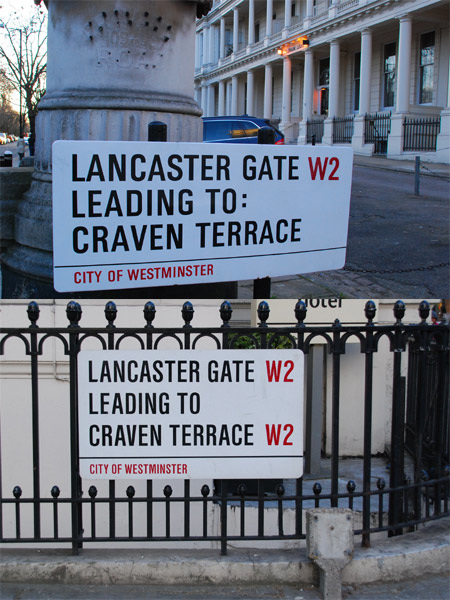 LANCASTER GATE W2
LEADING TO:
CRAVEN TERRACE
CITY OF WESTMINSTER
LANCASTER GATE W2
LEADING TO
CRAVEN TERRACE W2
CITY OF WESTMINSTER